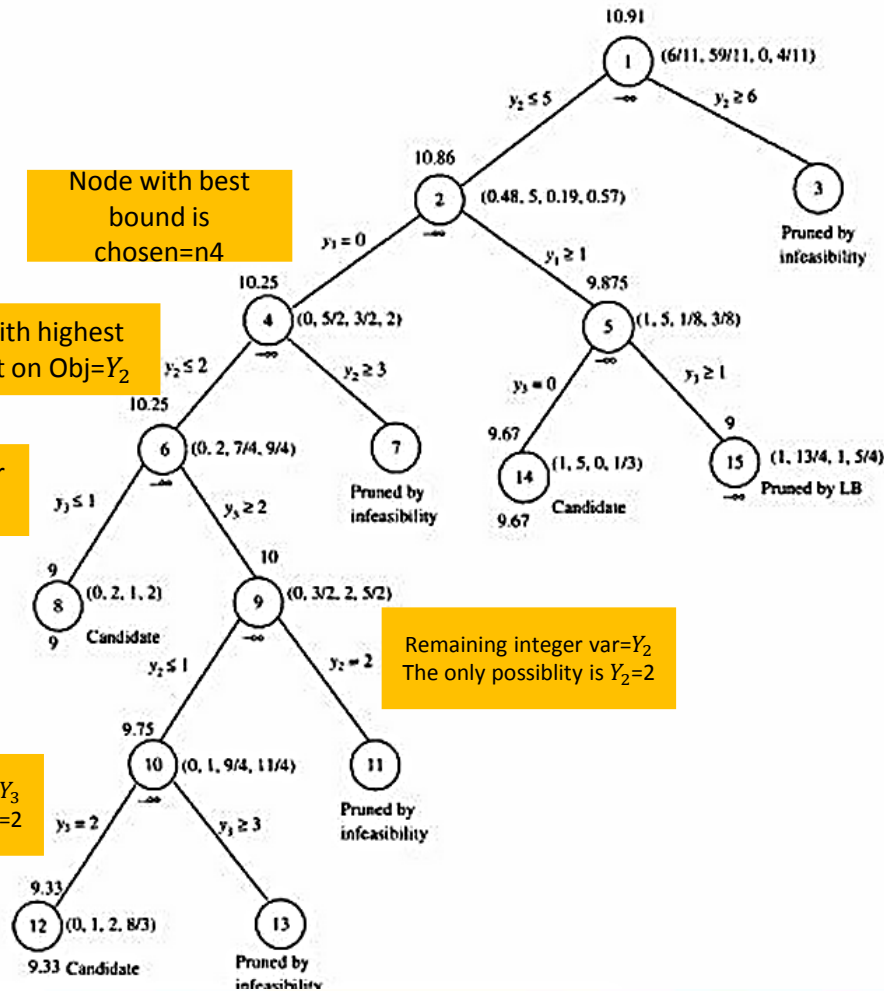 10.91
1
(6/11, 59/11, 0, 4/11)
-∞
y₂ ≤ 5
y₂ ≥ 6
10.86
2
(0.48, 5, 0.19, 0.57)
-∞
3
Pruned by
infeasibility
Node with best
bound is
chosen=n4
y₁ = 0
y₁ ≥ 1
10.25
4
(0, 5/2, 3/2, 2)
-∞
9.875
5
(1, 5, 1/8, 3/8)
-∞
ith highest
t on Obj=Y₂
y₂ ≤ 2
y₂ ≥ 3
y₃ = 0
y₃ ≥ 1
10.25
6
(0, 2, 7/4, 9/4)
-∞
7
Pruned by
infeasibility
9.67
14
(1, 5, 0, 1/3)
9.67
Candidate
9
15
(1, 13/4, 1, 5/4)
-∞
Pruned by LB
r
y₃ ≤ 1
y₃ ≥ 2
9
8
(0, 2, 1, 2)
9
Candidate
10
9
(0, 3/2, 2, 5/2)
-∞
y₂ ≤ 1
y₂ = 2
Remaining integer var=Y₂
The only possiblity is Y₂=2
9.75
10
(0, 1, 9/4, 11/4)
-∞
11
Pruned by
infeasibility
Y₃
=2
y₃ = 2
y₃ ≥ 3
9.33
12
(0, 1, 2, 8/3)
9.33 Candidate
13
Pruned by
infeasibility